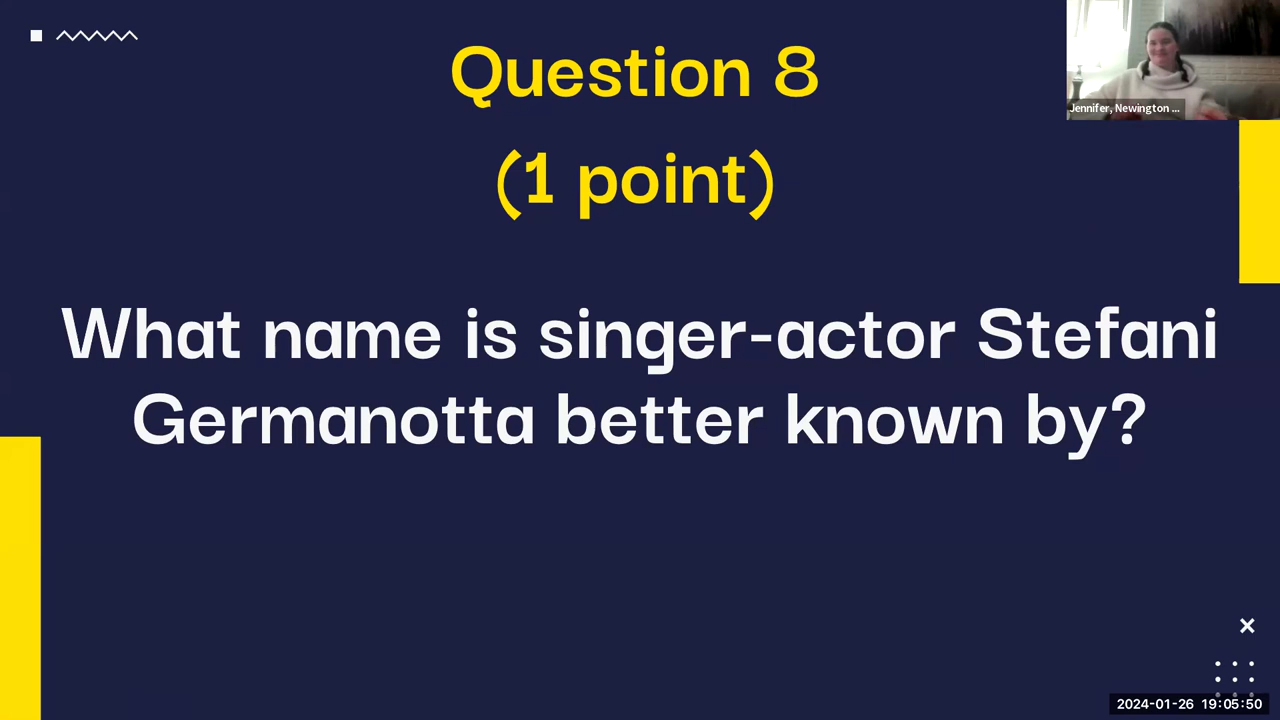 Question 8
(1 point)
Jennifer, Newington ...
What name is singer-actor Stefani
Germanotta better known by?
2024-01-26 19:05:50